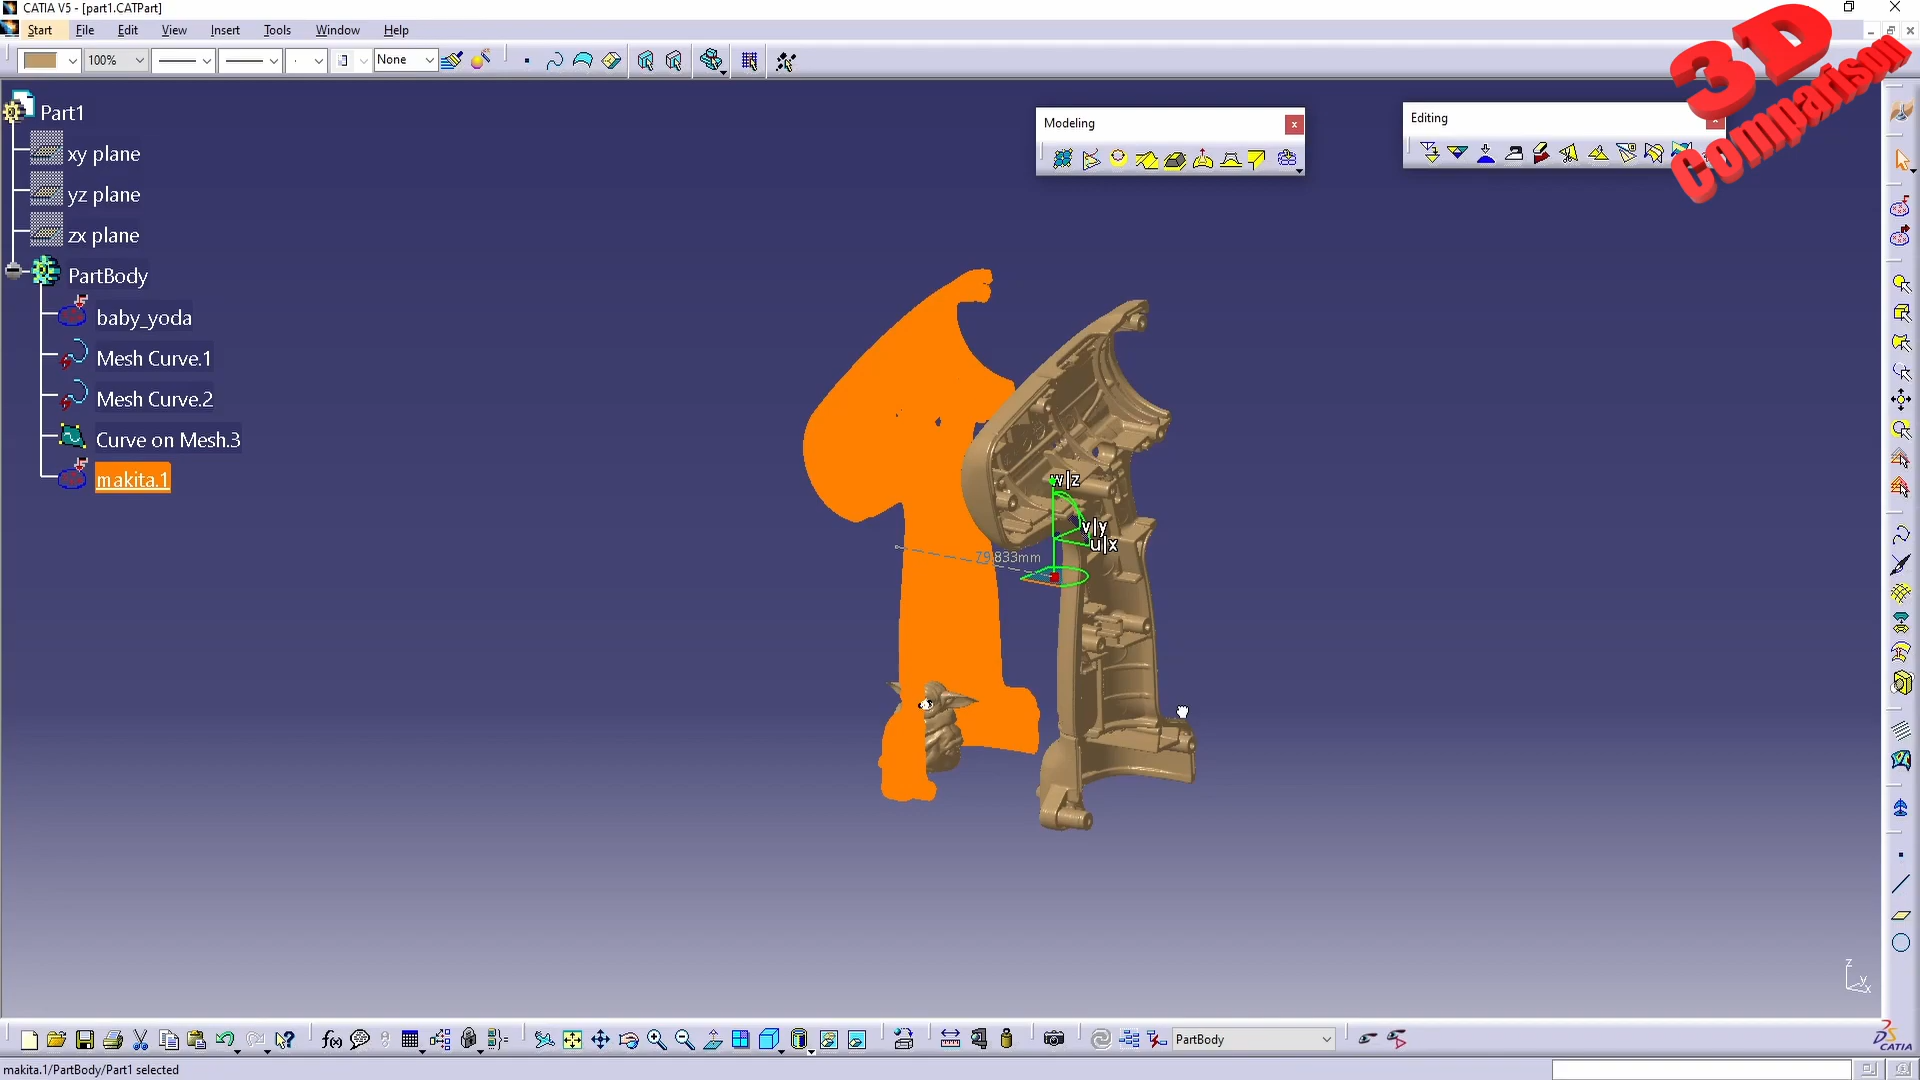 CATIA V5 - [part1.CATPart]
Start File Edit View Insert Tools Window Help
100% None
3D
Comparison
Part1
xy plane
yz plane
zx plane
PartBody
baby_yoda
Mesh Curve.1
Mesh Curve.2
Curve on Mesh.3
makita.1
Modeling
x
Editing
x
w|z
v|y
u|x
79.833mm
z
y
x
f(x)
PartBody
CATIA
makita.1/PartBody/Part1 selected